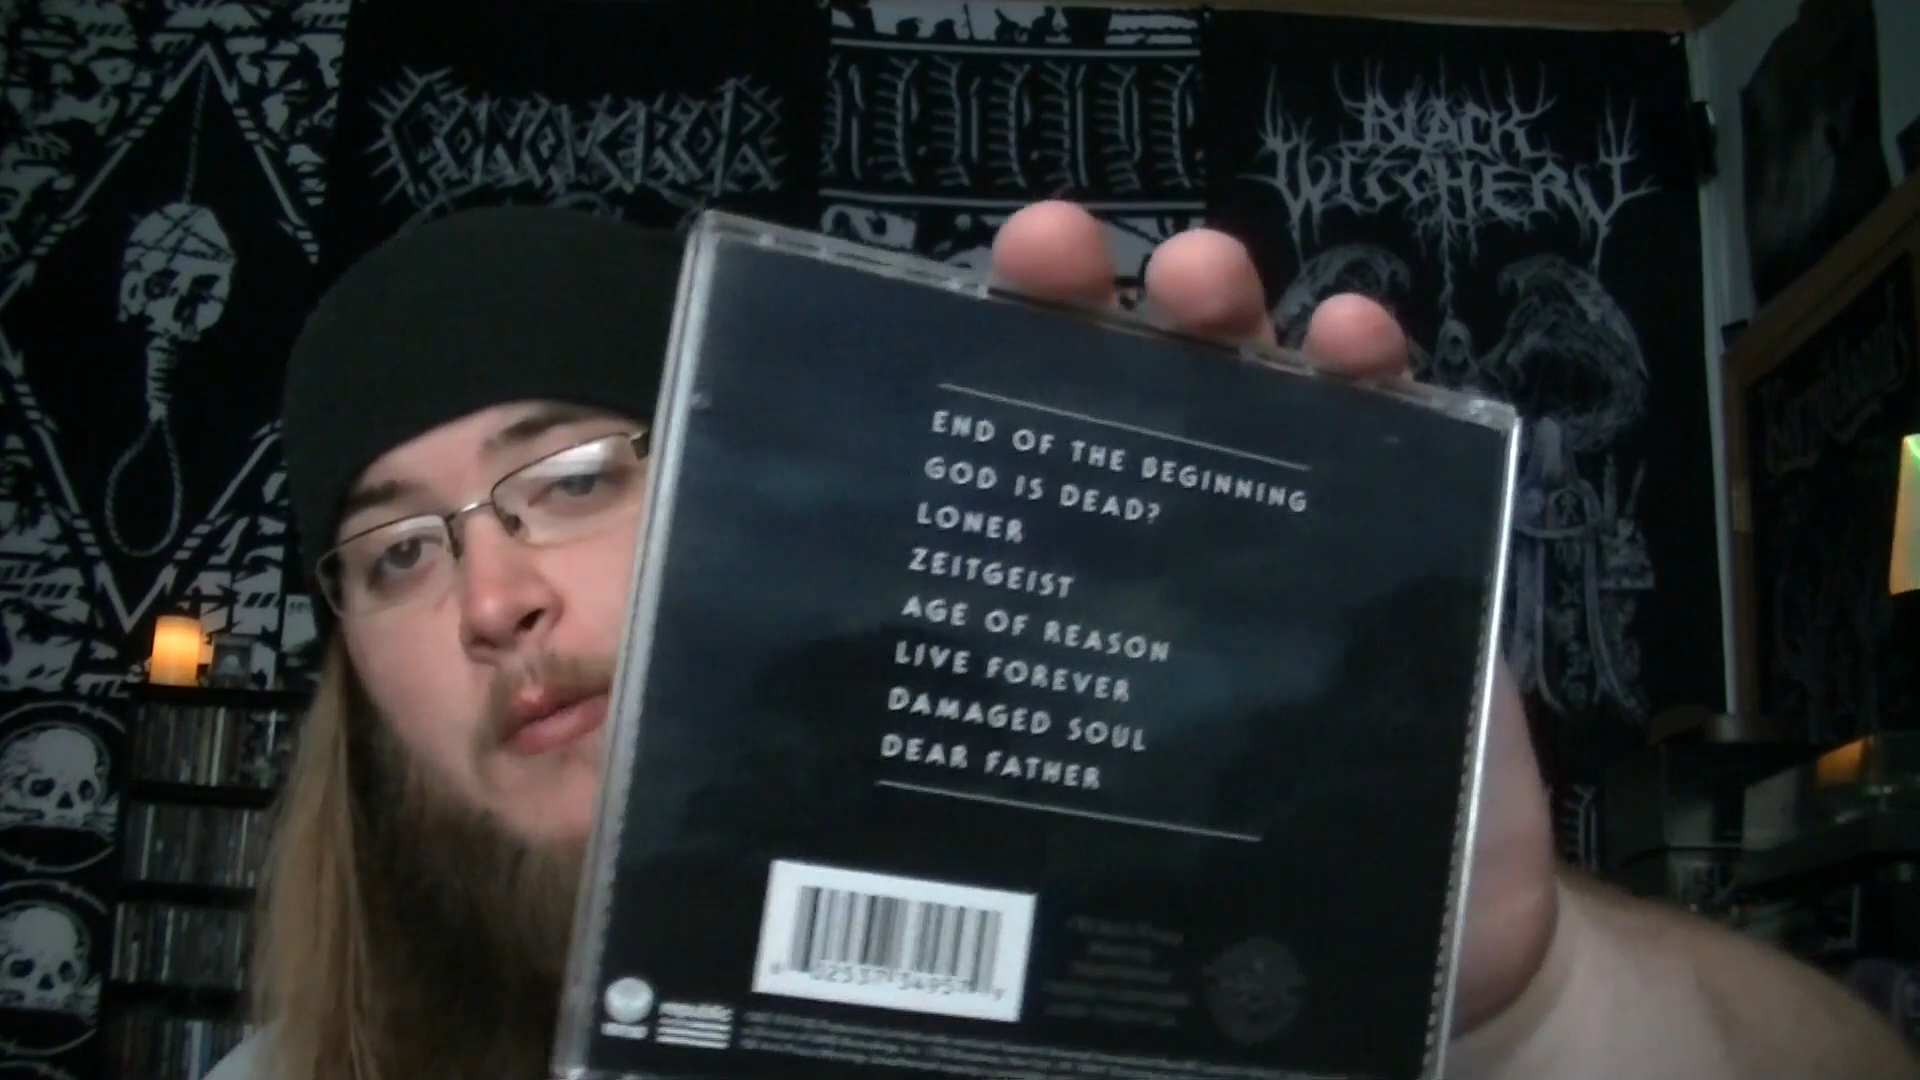 CONQUEROR
BLACK
WITCHERY
END OF THE BEGINNING
GOD IS DEAD?
LONER
ZEITGEIST
AGE OF REASON
LIVE FOREVER
DAMAGED SOUL
DEAR FATHER
republic